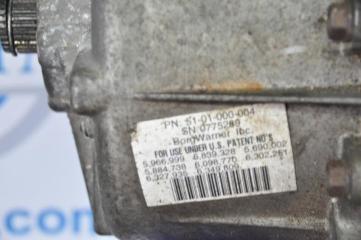 PN: 51-01-000-004
SN:0775289
BorgWarner Inc.
FOR USE UNDER U.S. PATENT NO'S
5,966,999 6,859,328 5,690,002
5,884,738 6,098,770 6,302,251
6,327,935 6,349,809